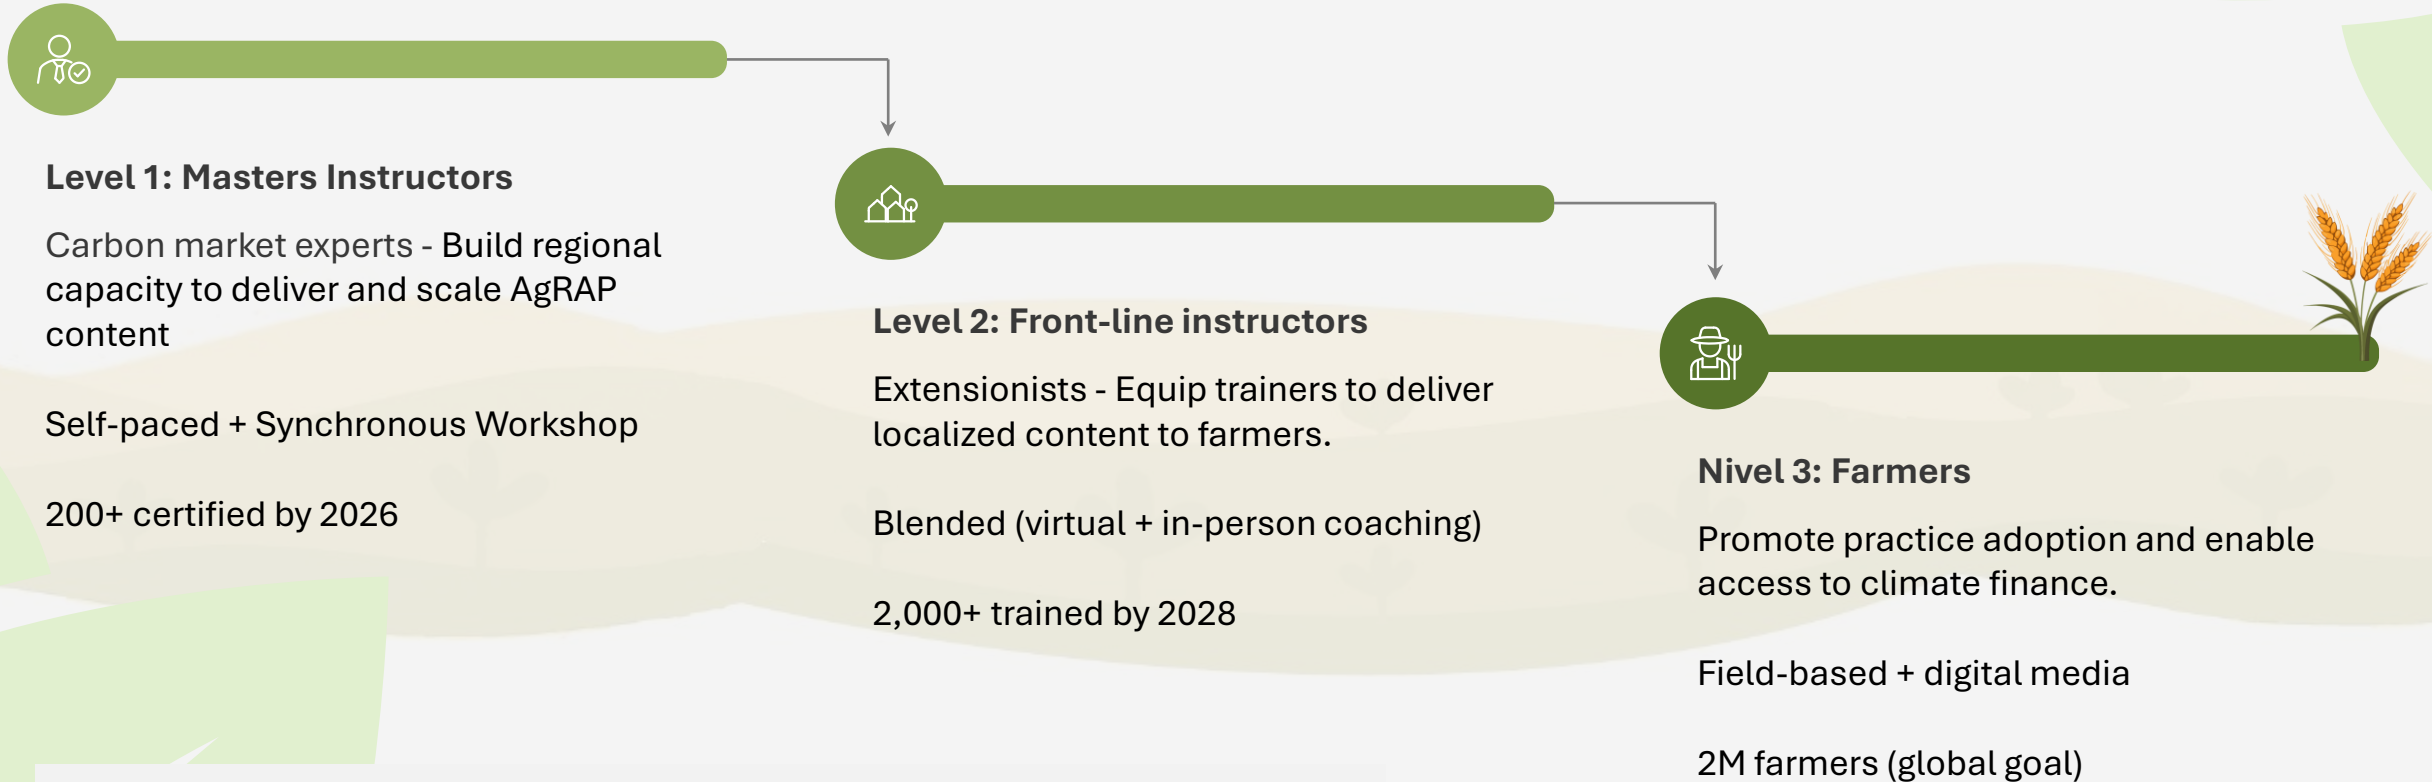 Level 1: Masters Instructors
Carbon market experts - Build regional
capacity to deliver and scale AgRAP
content
Self-paced + Synchronous Workshop
200+ certified by 2026
Level 2: Front-line instructors
Extensionists - Equip trainers to deliver
localized content to farmers.
Blended (virtual + in-person coaching)
2,000+ trained by 2028
Nivel 3: Farmers
Promote practice adoption and enable
access to climate finance.
Field-based + digital media
2M farmers (global goal)